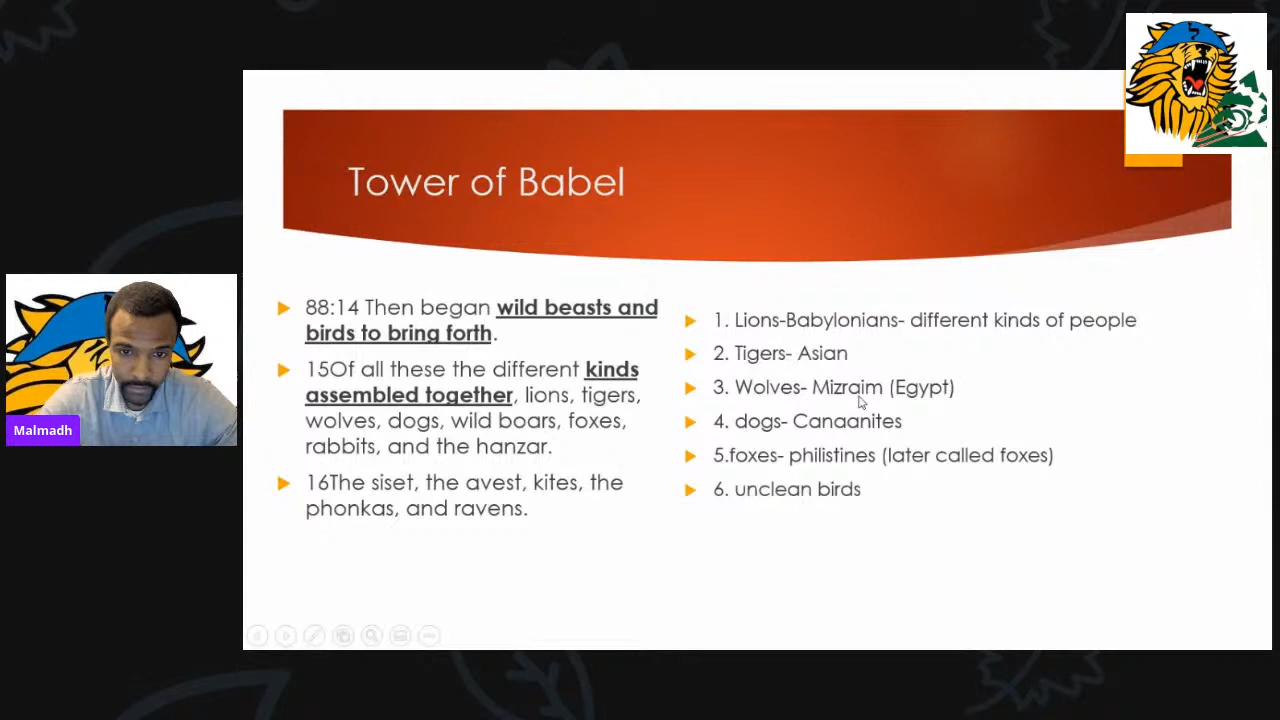 Tower of Babel
88:14 Then began wild beasts and
birds to bring forth.
15Of all these the different kinds
assembled together, lions, tigers,
wolves, dogs, wild boars, foxes,
rabbits, and the hanzar.
16The siset, the avest, kites, the
phonkas, and ravens.
1. Lions-Babylonians- different kinds of people
2. Tigers- Asian
3. Wolves- Mizraim (Egypt)
4. dogs- Canaanites
5.foxes- philistines (later called foxes)
6. unclean birds
Malmadh